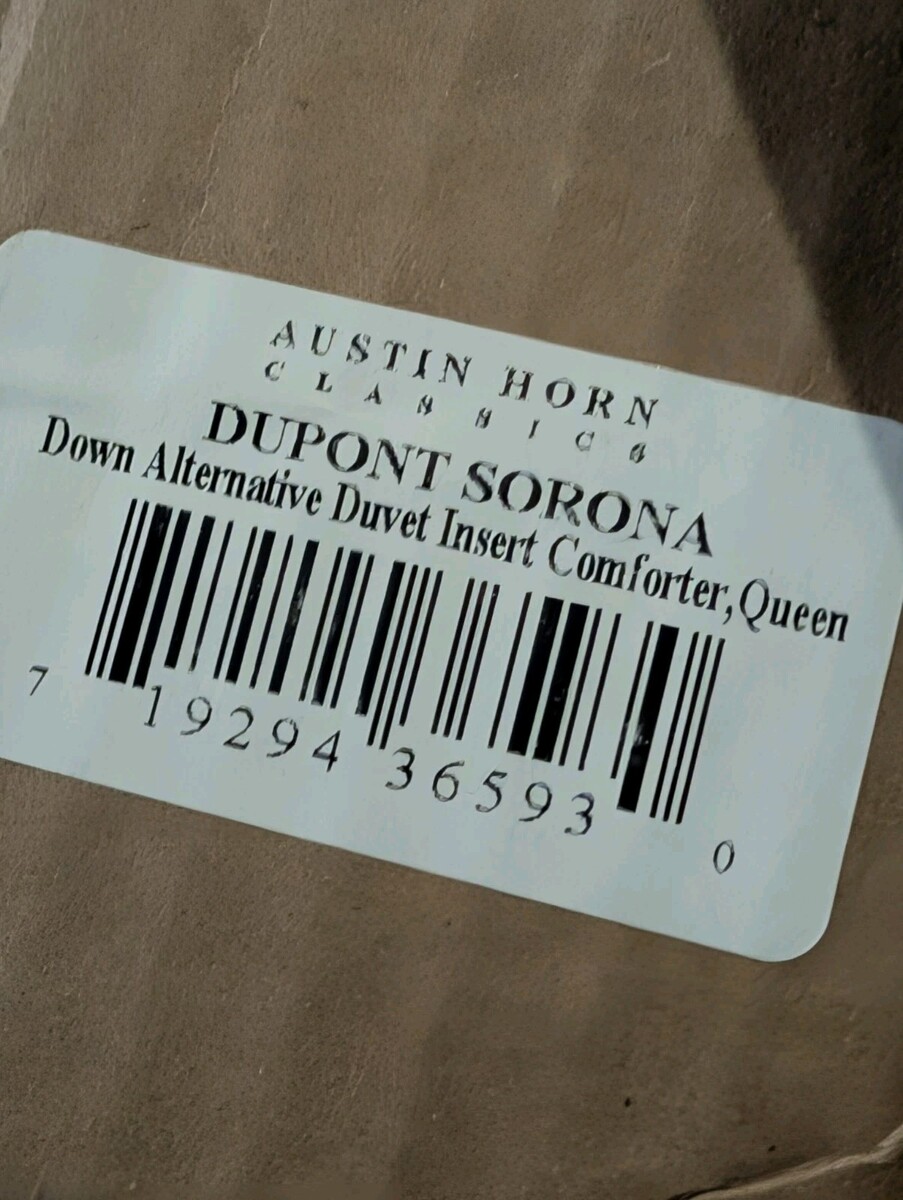 AUSTIN HORN
CLASSICS
DUPONT SORONA
Down Alternative Duvet Insert Comforter, Queen
7 19294 36593 0